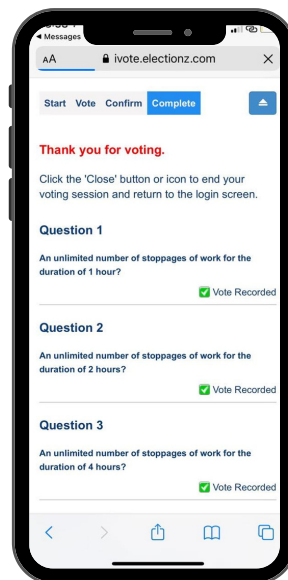 Messages
AA ivote.electionz.com
Start Vote Confirm Complete
Thank you for voting.
Click the 'Close' button or icon to end your
voting session and return to the login screen.
Question 1
An unlimited number of stoppages of work for the
duration of 1 hour?
Vote Recorded
Question 2
An unlimited number of stoppages of work for the
duration of 2 hours?
Vote Recorded
Question 3
An unlimited number of stoppages of work for the
duration of 4 hours?
Vote Recorded